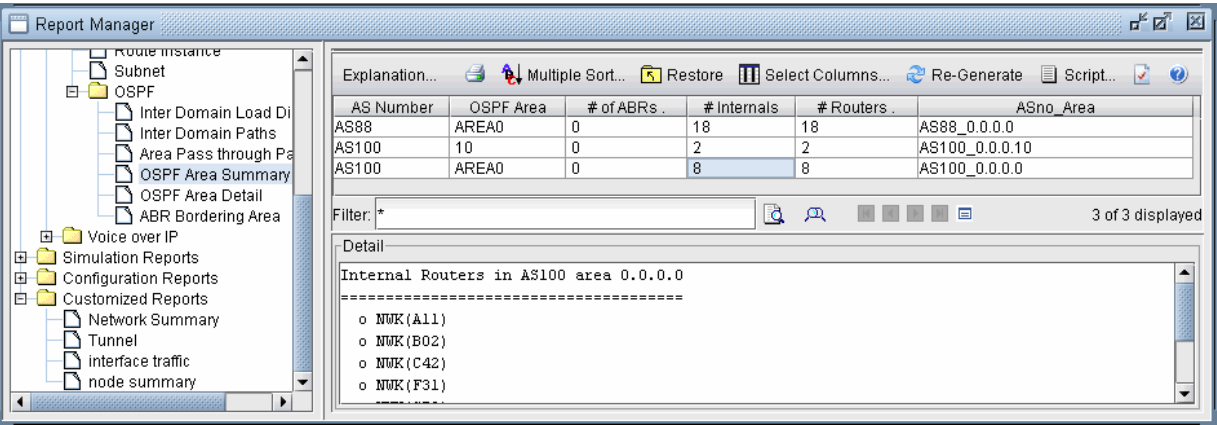 Report Manager
Route Instance
Subnet
OSPF
Inter Domain Load Di
Inter Domain Paths
Area Pass through Pa
OSPF Area Summary
OSPF Area Detail
ABR Bordering Area
Voice over IP
Simulation Reports
Configuration Reports
Customized Reports
Network Summary
Tunnel
interface traffic
node summary
Explanation... Multiple Sort... Restore Select Columns... Re-Generate Script...
AS Number OSPF Area # of ABRs . # Internals # Routers . ASno_Area
AS88 AREA0 0 18 18 AS88_0.0.0.0
AS100 10 0 2 2 AS100_0.0.0.10
AS100 AREA0 0 8 8 AS100_0.0.0.0
Filter: * 3 of 3 displayed
Detail
Internal Routers in AS100 area 0.0.0.0
======================================
o NWK(A11)
o NWK(B02)
o NWK(C42)
o NWK(F31)